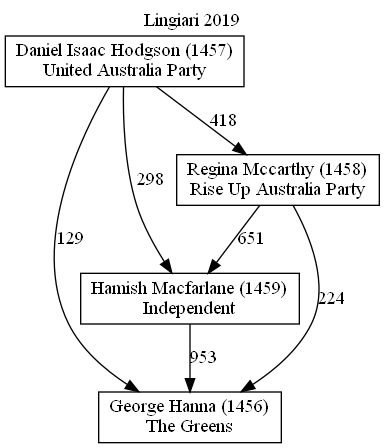 Lingiari 2019
Daniel Isaac Hodgson (1457)
United Australia Party
418
Regina Mccarthy (1458)
Rise Up Australia Party
298
129
651
Hamish Macfarlane (1459)
Independent
224
953
George Hanna (1456)
The Greens